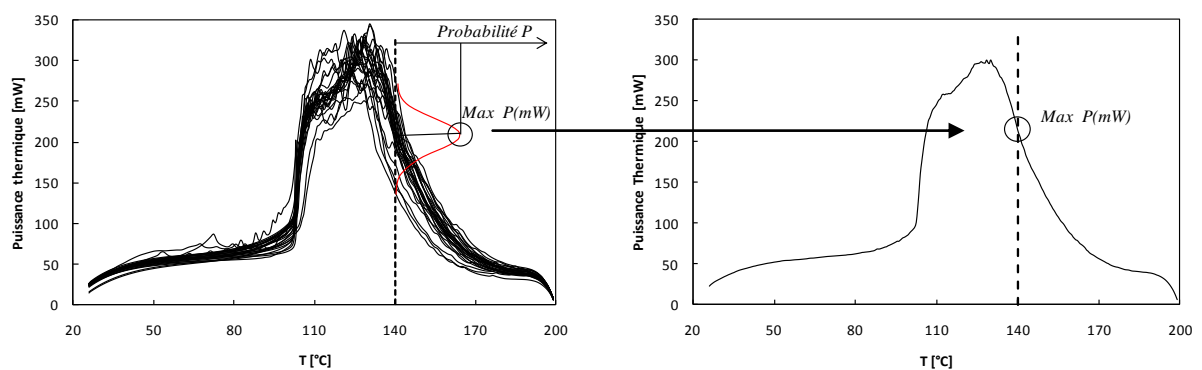 Puissance thermique [mW]
350
300
250
200
150
100
50
0
20 50 80 110 140 170 200
T [°C]
Probabilité P
Max P(mW)
Puissance Thermique [mW]
350
300
250
200
150
100
50
0
20 50 80 110 140 170 200
T [°C]
Max P(mW)